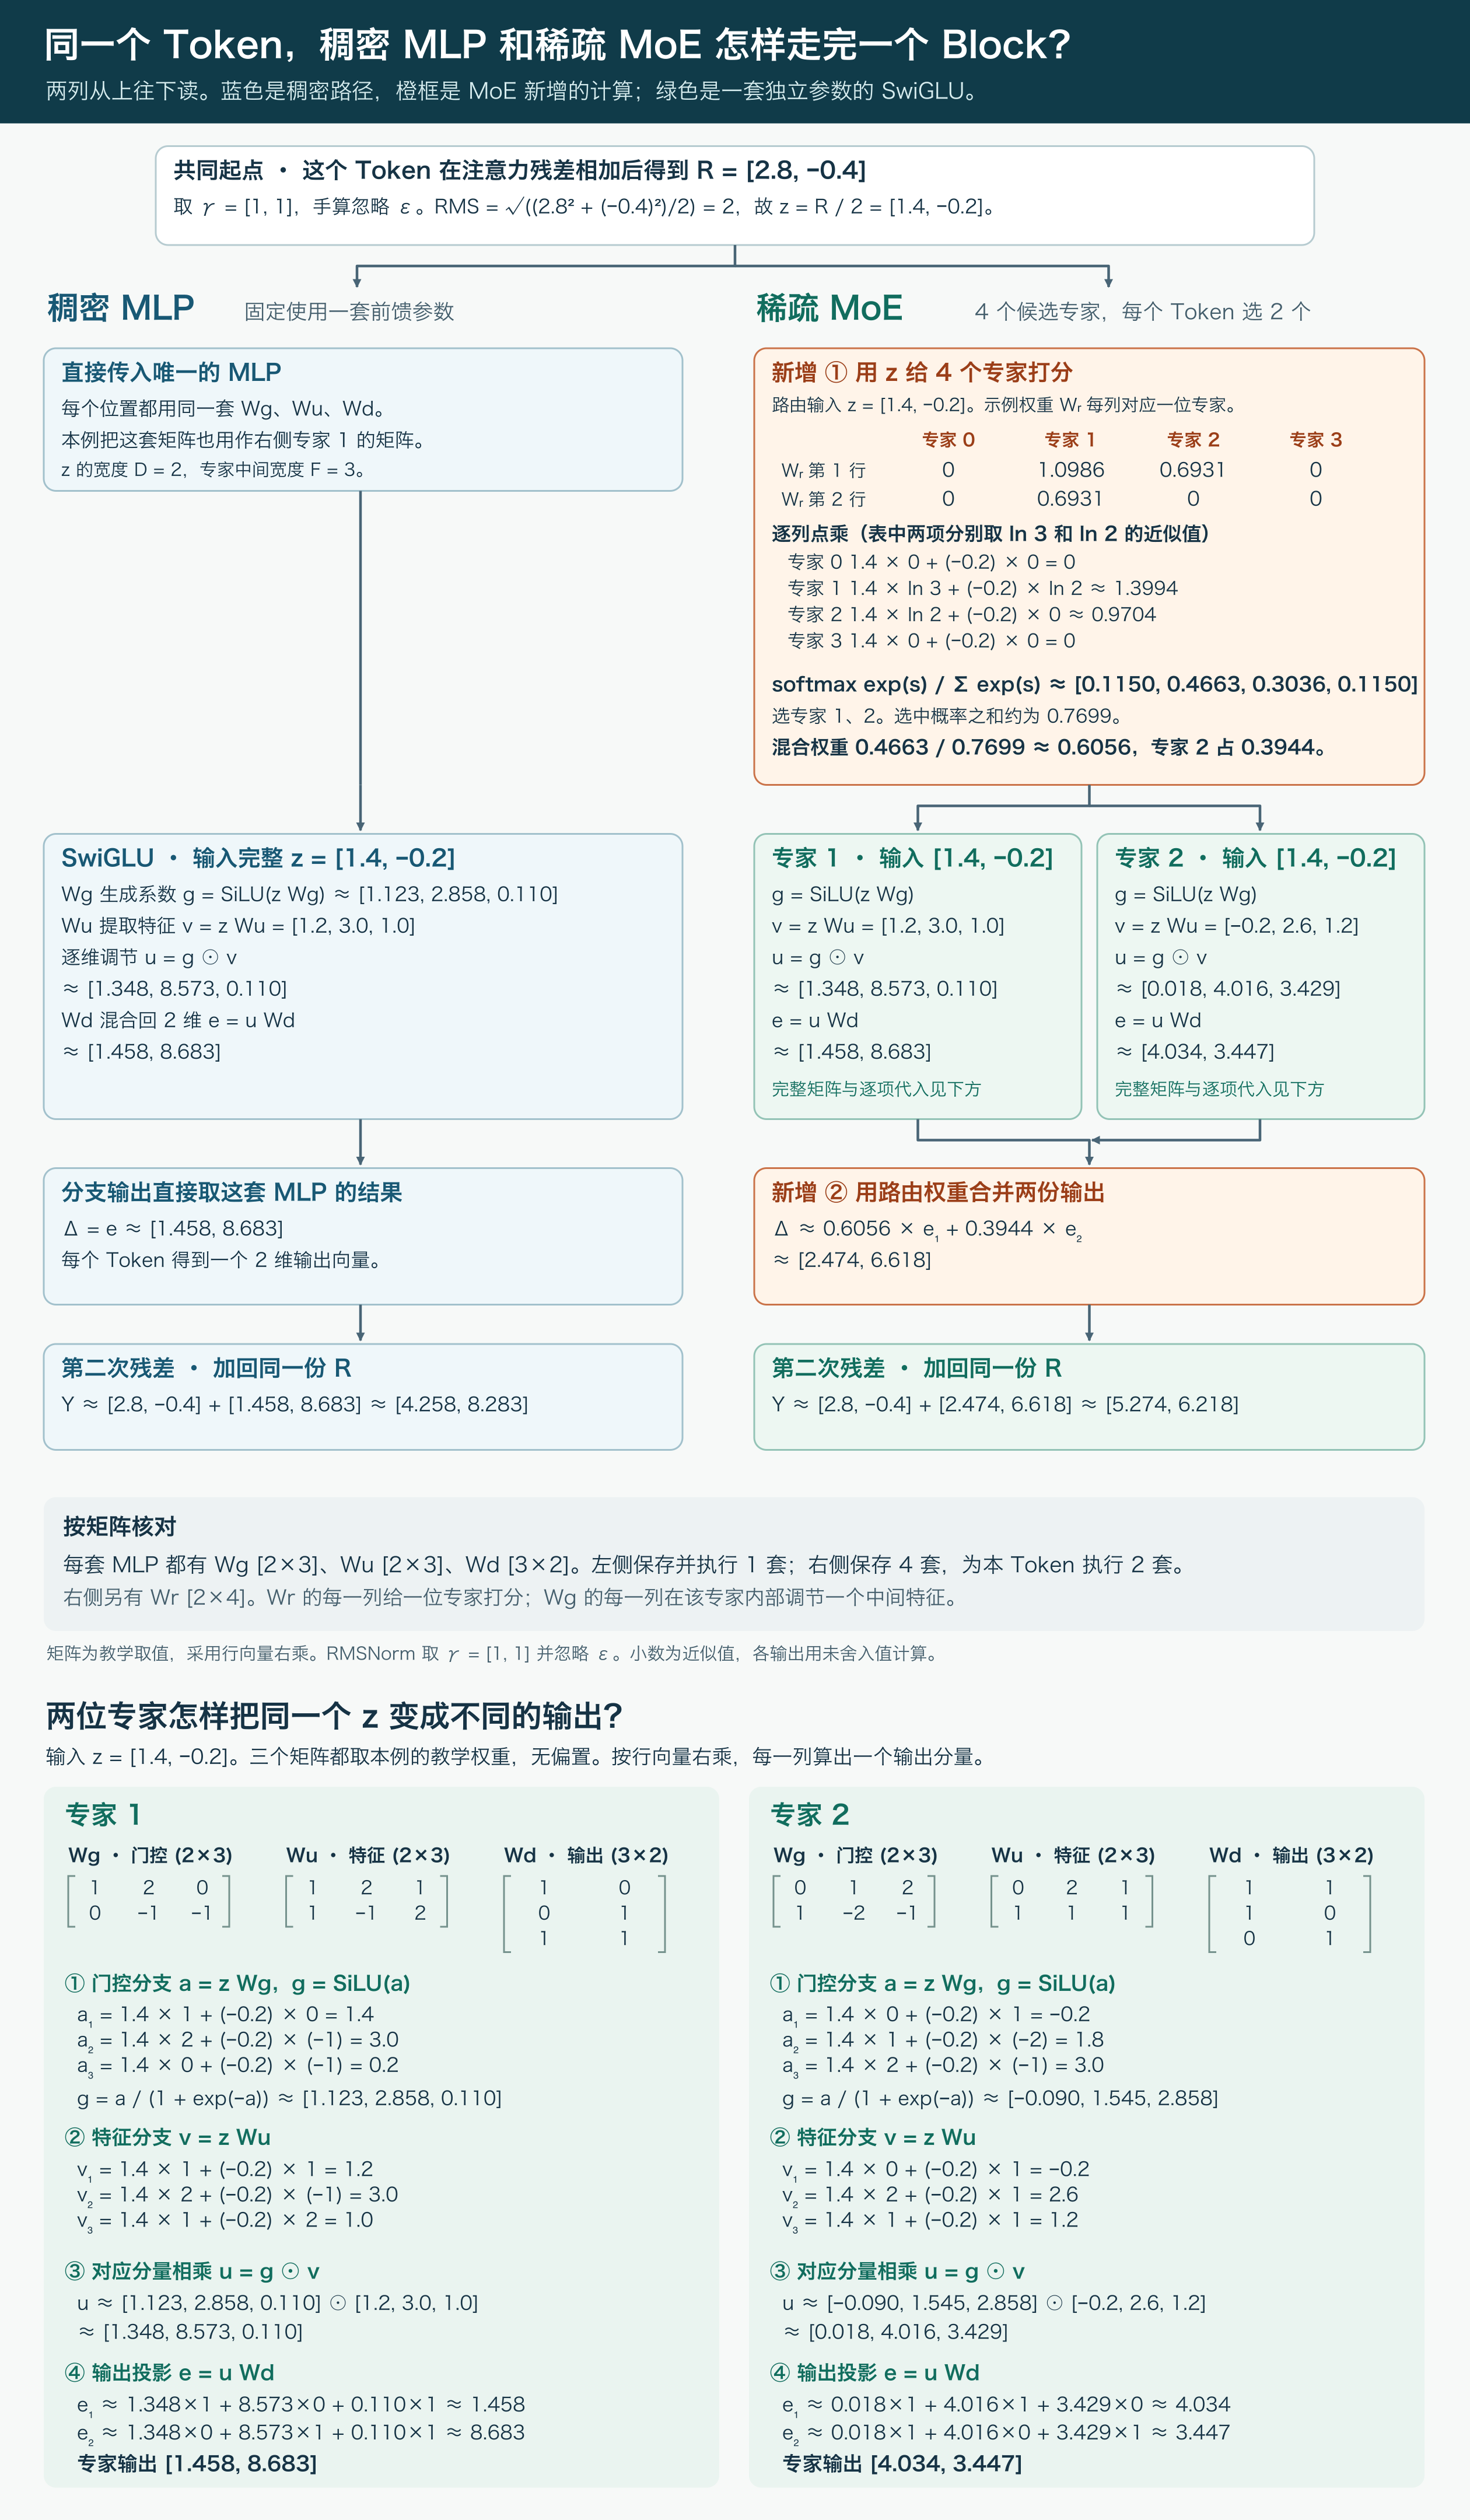 同一个 Token，稠密 MLP 和稀疏 MoE 怎样走完一个 Block？
两列从上往下读。蓝色是稠密路径，橙框是 MoE 新增的计算；绿色是一套独立参数的 SwiGLU。
共同起点 · 这个 Token 在注意力残差相加后得到 R = [2.8, −0.4]
取 γ = [1, 1]，手算忽略 ε。RMS = √((2.8² + (−0.4)²)/2) = 2，故 z = R / 2 = [1.4, −0.2]。
稠密 MLP 固定使用一套前馈参数
直接传入唯一的 MLP
每个位置都用同一套 Wg、Wu、Wd。
本例把这套矩阵也用作右侧专家 1 的矩阵。
z 的宽度 D = 2，专家中间宽度 F = 3。
稀疏 MoE 4 个候选专家，每个 Token 选 2 个
新增 ① 用 z 给 4 个专家打分
路由输入 z = [1.4, −0.2]。示例权重 Wᵣ 每列对应一位专家。
专家 0 专家 1 专家 2 专家 3
Wᵣ 第 1 行 0 1.0986 0.6931 0
Wᵣ 第 2 行 0 0.6931 0 0
逐列点乘（表中两项分别取 ln 3 和 ln 2 的近似值）
专家 0 1.4 × 0 + (−0.2) × 0 = 0
专家 1 1.4 × ln 3 + (−0.2) × ln 2 ≈ 1.3994
专家 2 1.4 × ln 2 + (−0.2) × 0 ≈ 0.9704
专家 3 1.4 × 0 + (−0.2) × 0 = 0
softmax exp(s) / Σ exp(s) ≈ [0.1150, 0.4663, 0.3036, 0.1150]
选专家 1、2。选中概率之和约为 0.7699。
混合权重 0.4663 / 0.7699 ≈ 0.6056，专家 2 占 0.3944。
SwiGLU · 输入完整 z = [1.4, −0.2]
Wg 生成系数 g = SiLU(z Wg) ≈ [1.123, 2.858, 0.110]
Wu 提取特征 v = z Wu = [1.2, 3.0, 1.0]
逐维调节 u = g ⊙ v
≈ [1.348, 8.573, 0.110]
Wd 混合回 2 维 e = u Wd
≈ [1.458, 8.683]
专家 1 · 输入 [1.4, −0.2]
g = SiLU(z Wg)
v = z Wu = [1.2, 3.0, 1.0]
u = g ⊙ v
≈ [1.348, 8.573, 0.110]
e = u Wd
≈ [1.458, 8.683]
完整矩阵与逐项代入见下方
专家 2 · 输入 [1.4, −0.2]
g = SiLU(z Wg)
v = z Wu = [−0.2, 2.6, 1.2]
u = g ⊙ v
≈ [0.018, 4.016, 3.429]
e = u Wd
≈ [4.034, 3.447]
完整矩阵与逐项代入见下方
分支输出直接取这套 MLP 的结果
Δ = e ≈ [1.458, 8.683]
每个 Token 得到一个 2 维输出向量。
新增 ② 用路由权重合并两份输出
Δ ≈ 0.6056 × e₁ + 0.3944 × e₂
≈ [2.474, 6.618]
第二次残差 · 加回同一份 R
Y ≈ [2.8, −0.4] + [1.458, 8.683] ≈ [4.258, 8.283]
第二次残差 · 加回同一份 R
Y ≈ [2.8, −0.4] + [2.474, 6.618] ≈ [5.274, 6.218]
按矩阵核对
每套 MLP 都有 Wg [2×3]、Wu [2×3]、Wd [3×2]。左侧保存并执行 1 套；右侧保存 4 套，为本 Token 执行 2 套。
右侧另有 Wr [2×4]。Wr 的每一列给一位专家打分；Wg 的每一列在该专家内部调节一个中间特征。
矩阵为教学取值，采用行向量右乘。RMSNorm 取 γ = [1, 1] 并忽略 ε。小数为近似值，各输出用未舍入值计算。
两位专家怎样把同一个 z 变成不同的输出？
输入 z = [1.4, −0.2]。三个矩阵都取本例的教学权重，无偏置。按行向量右乘，每一列算出一个输出分量。
专家 1
Wg · 门控 (2×3) Wu · 特征 (2×3) Wd · 输出 (3×2)
1 2 0 1 2 1 1 0
0 −1 −1 1 −1 2 0 1
1 1
① 门控分支 a = z Wg，g = SiLU(a)
a₁ = 1.4 × 1 + (−0.2) × 0 = 1.4
a₂ = 1.4 × 2 + (−0.2) × (−1) = 3.0
a₃ = 1.4 × 0 + (−0.2) × (−1) = 0.2
g = a / (1 + exp(−a)) ≈ [1.123, 2.858, 0.110]
② 特征分支 v = z Wu
v₁ = 1.4 × 1 + (−0.2) × 1 = 1.2
v₂ = 1.4 × 2 + (−0.2) × (−1) = 3.0
v₃ = 1.4 × 1 + (−0.2) × 2 = 1.0
③ 对应分量相乘 u = g ⊙ v
u ≈ [1.123, 2.858, 0.110] ⊙ [1.2, 3.0, 1.0]
≈ [1.348, 8.573, 0.110]
④ 输出投影 e = u Wd
e₁ ≈ 1.348×1 + 8.573×0 + 0.110×1 ≈ 1.458
e₂ ≈ 1.348×0 + 8.573×1 + 0.110×1 ≈ 8.683
专家输出 [1.458, 8.683]
专家 2
Wg · 门控 (2×3) Wu · 特征 (2×3) Wd · 输出 (3×2)
0 1 2 0 2 1 1 1
1 −2 −1 1 1 1 1 0
0 1
① 门控分支 a = z Wg，g = SiLU(a)
a₁ = 1.4 × 0 + (−0.2) × 1 = −0.2
a₂ = 1.4 × 1 + (−0.2) × (−2) = 1.8
a₃ = 1.4 × 2 + (−0.2) × (−1) = 3.0
g = a / (1 + exp(−a)) ≈ [−0.090, 1.545, 2.858]
② 特征分支 v = z Wu
v₁ = 1.4 × 0 + (−0.2) × 1 = −0.2
v₂ = 1.4 × 2 + (−0.2) × 1 = 2.6
v₃ = 1.4 × 1 + (−0.2) × 1 = 1.2
③ 对应分量相乘 u = g ⊙ v
u ≈ [−0.090, 1.545, 2.858] ⊙ [−0.2, 2.6, 1.2]
≈ [0.018, 4.016, 3.429]
④ 输出投影 e = u Wd
e₁ ≈ 0.018×1 + 4.016×1 + 3.429×0 ≈ 4.034
e₂ ≈ 0.018×1 + 4.016×0 + 3.429×1 ≈ 3.447
专家输出 [4.034, 3.447]